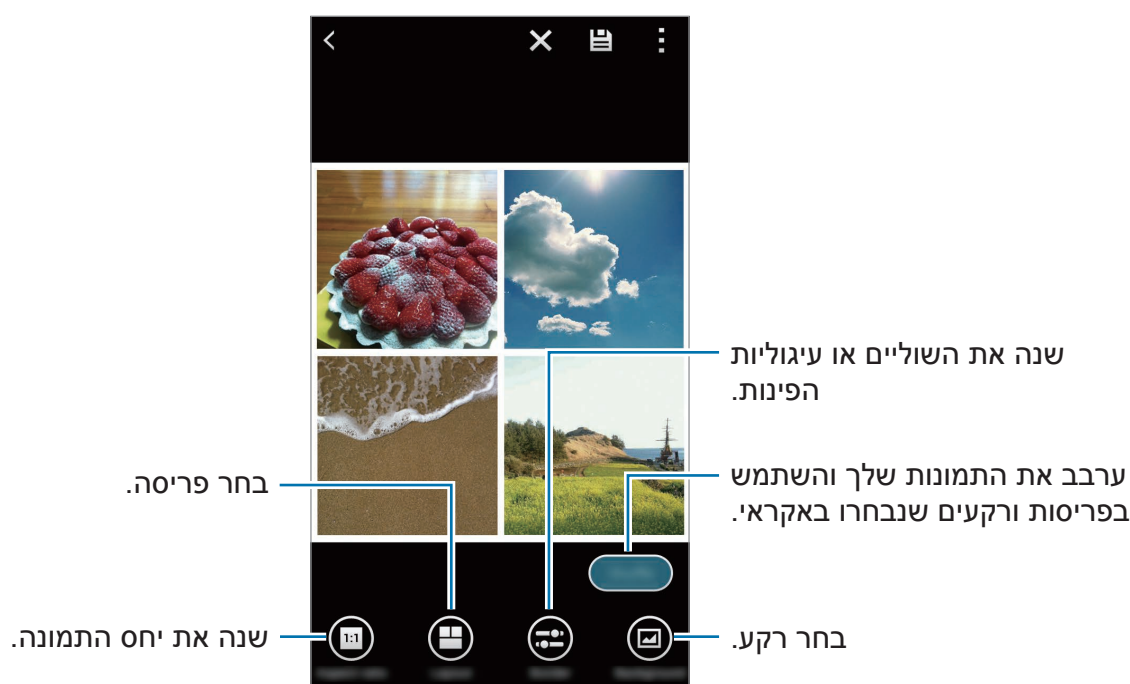 שנה את השוליים או עיגוליות
הפינות.
ערבב את התמונות שלך והשתמש
בפריסות ורקעים שנבחרו באקראי.
בחר פריסה.
1:1
שנה את יחס התמונה.
בחר רקע.